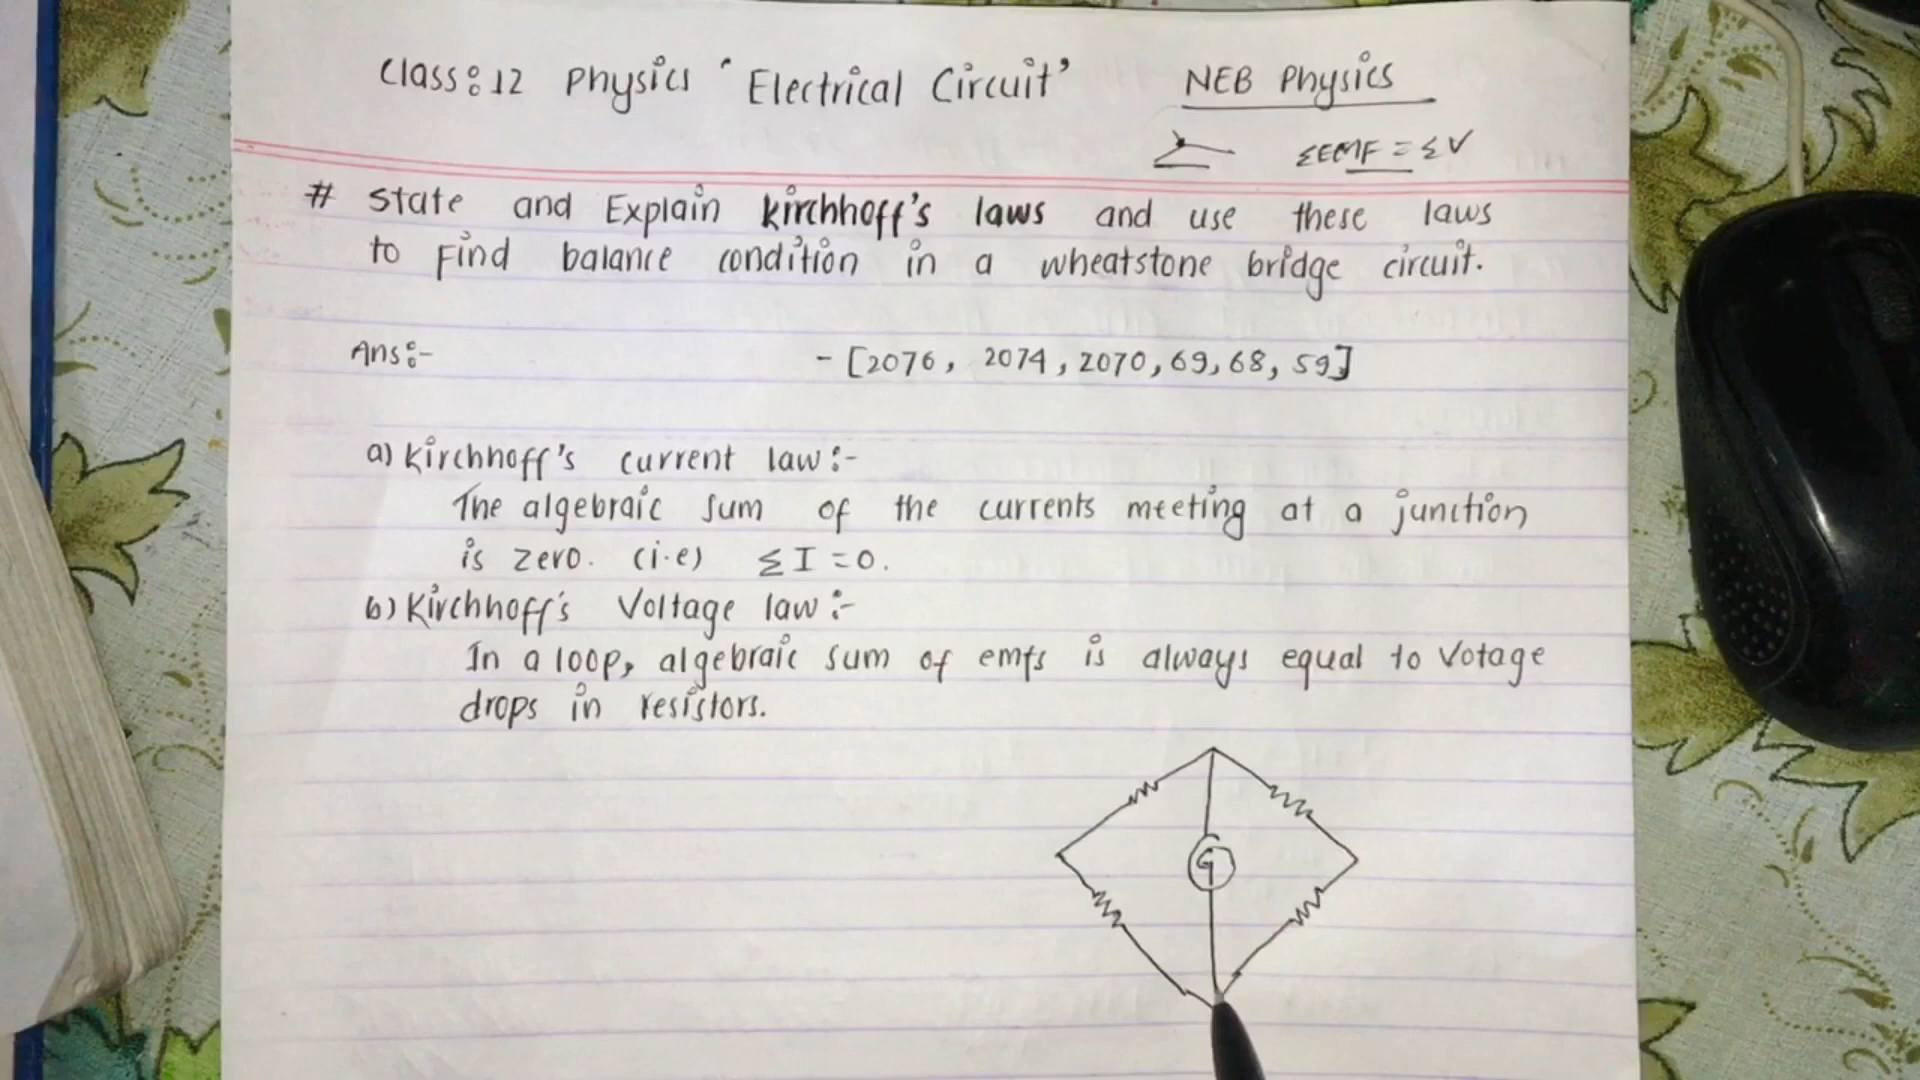 Class: 12 Physics 'Electrical Circuit'
NEB Physics
ΣEMF = ΣV
# state and Explain kirchhoff's laws and use these laws
to Find balance condition in a wheatstone bridge circuit.
Ans:-
- [2076, 2074, 2070, 69, 68, 59]
a) Kirchhoff's current law:-
The algebraic sum of the currents meeting at a junction
is zero. (i.e) ΣI = 0.
b) Kirchhoff's Voltage law:-
In a loop, algebraic sum of emfs is always equal to Votage
drops in resistors.
G